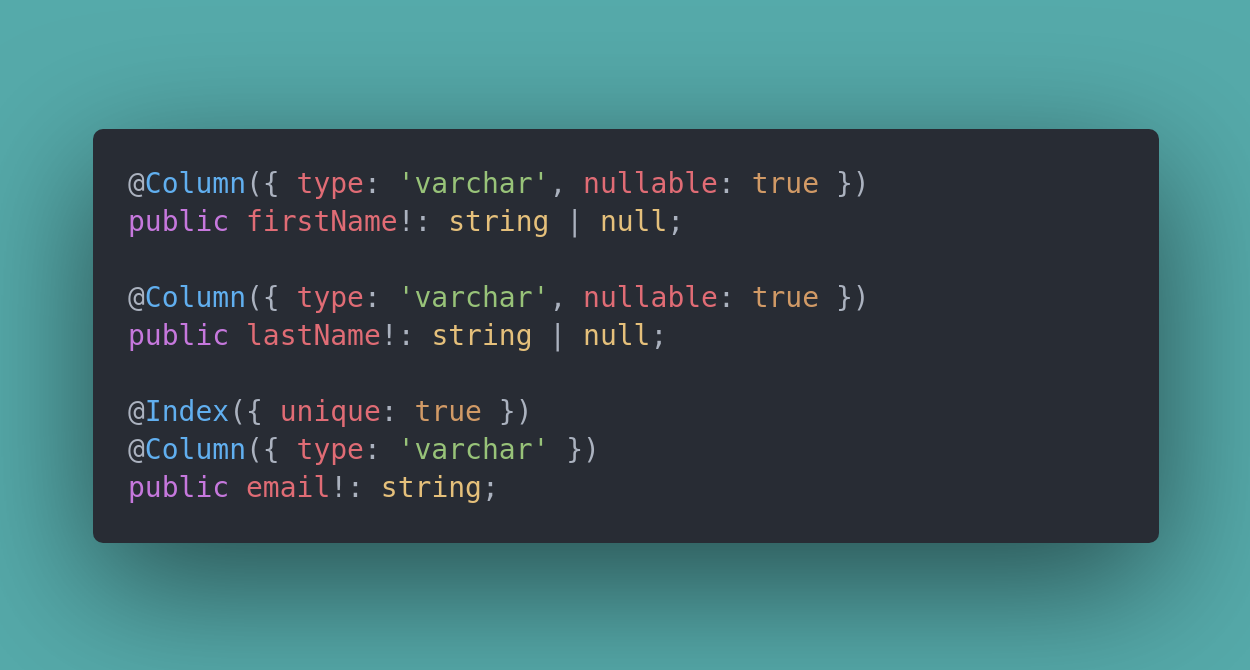 @Column({ type: 'varchar', nullable: true })
public firstName!: string | null;
@Column({ type: 'varchar', nullable: true })
public lastName!: string | null;
@Index({ unique: true })
@Column({ type: 'varchar' })
public email!: string;